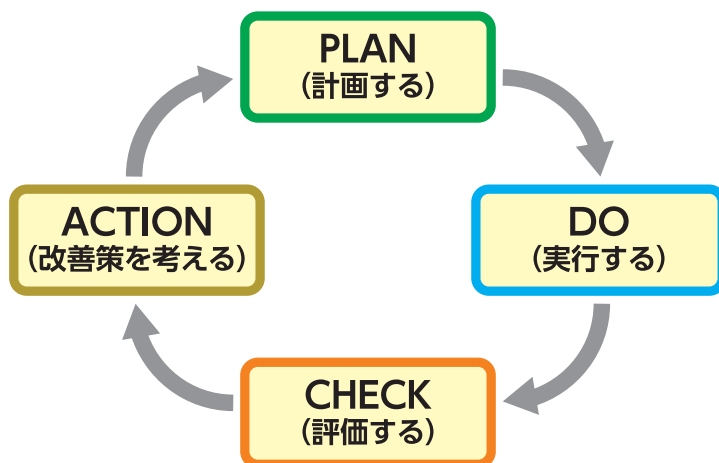 PLAN
(計画する)
DO
(実行する)
CHECK
(評価する)
ACTION
(改善策を考える)